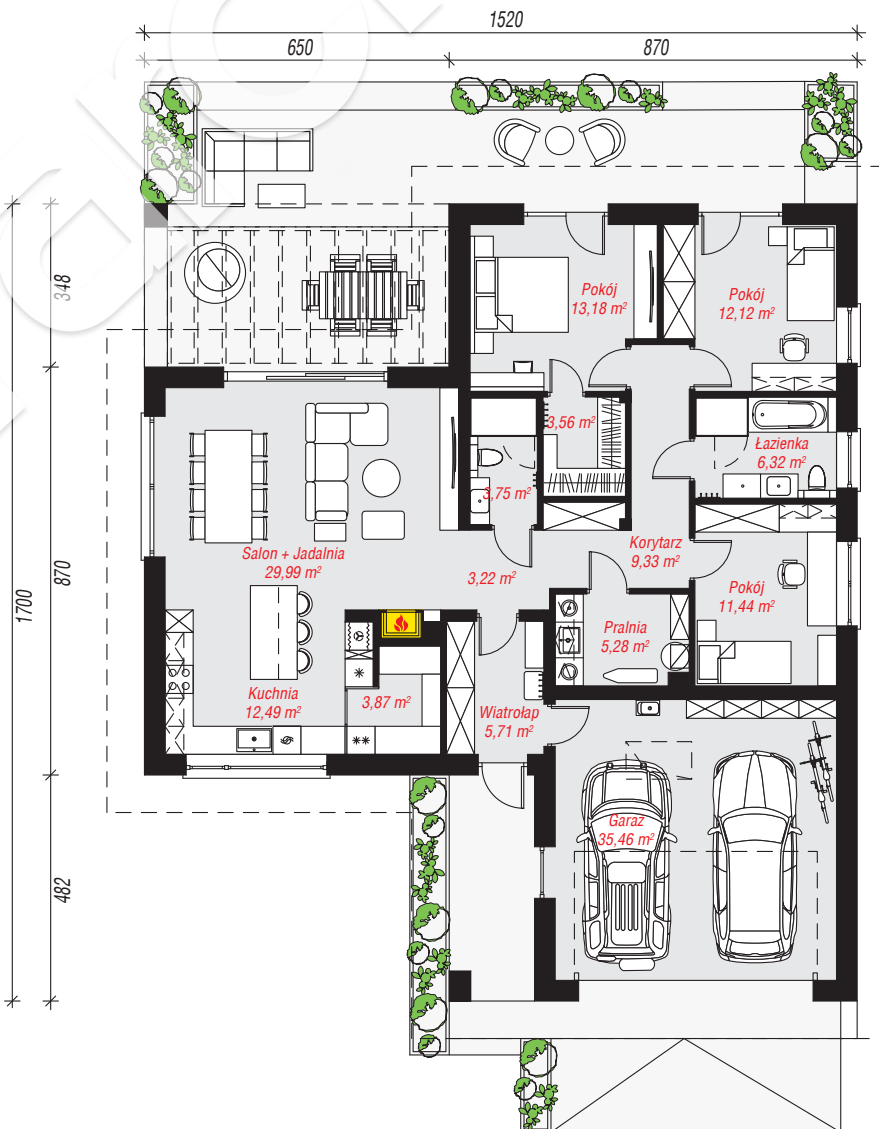 1520
650
870
348
870
1700
482
Pokój
13,18 m²
Pokój
12,12 m²
3,56 m²
Łazienka
6,32 m²
3,75 m²
Salon + Jadalnia
29,99 m²
3,22 m²
Korytarz
9,33 m²
Pokój
11,44 m²
Pralnia
5,28 m²
Kuchnia
12,49 m²
3,87 m²
Wiatrołap
5,71 m²
Garaz
35,46 m²